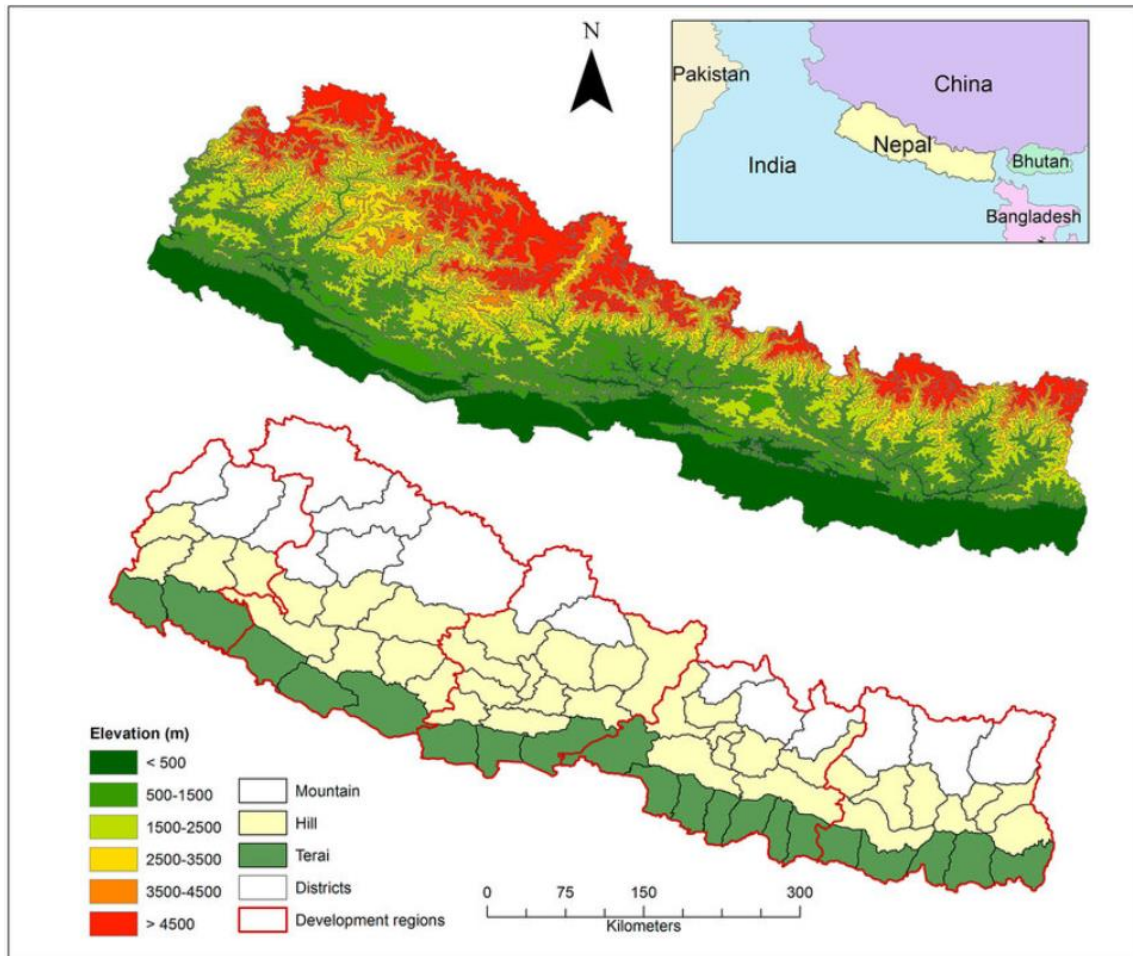 N
Pakistan
China
Nepal
India
Bhutan
Bangladesh
Elevation (m)
< 500
500-1500
1500-2500
2500-3500
3500-4500
> 4500
Mountain
Hill
Terai
Districts
Development regions
0 75 150 300
Kilometers